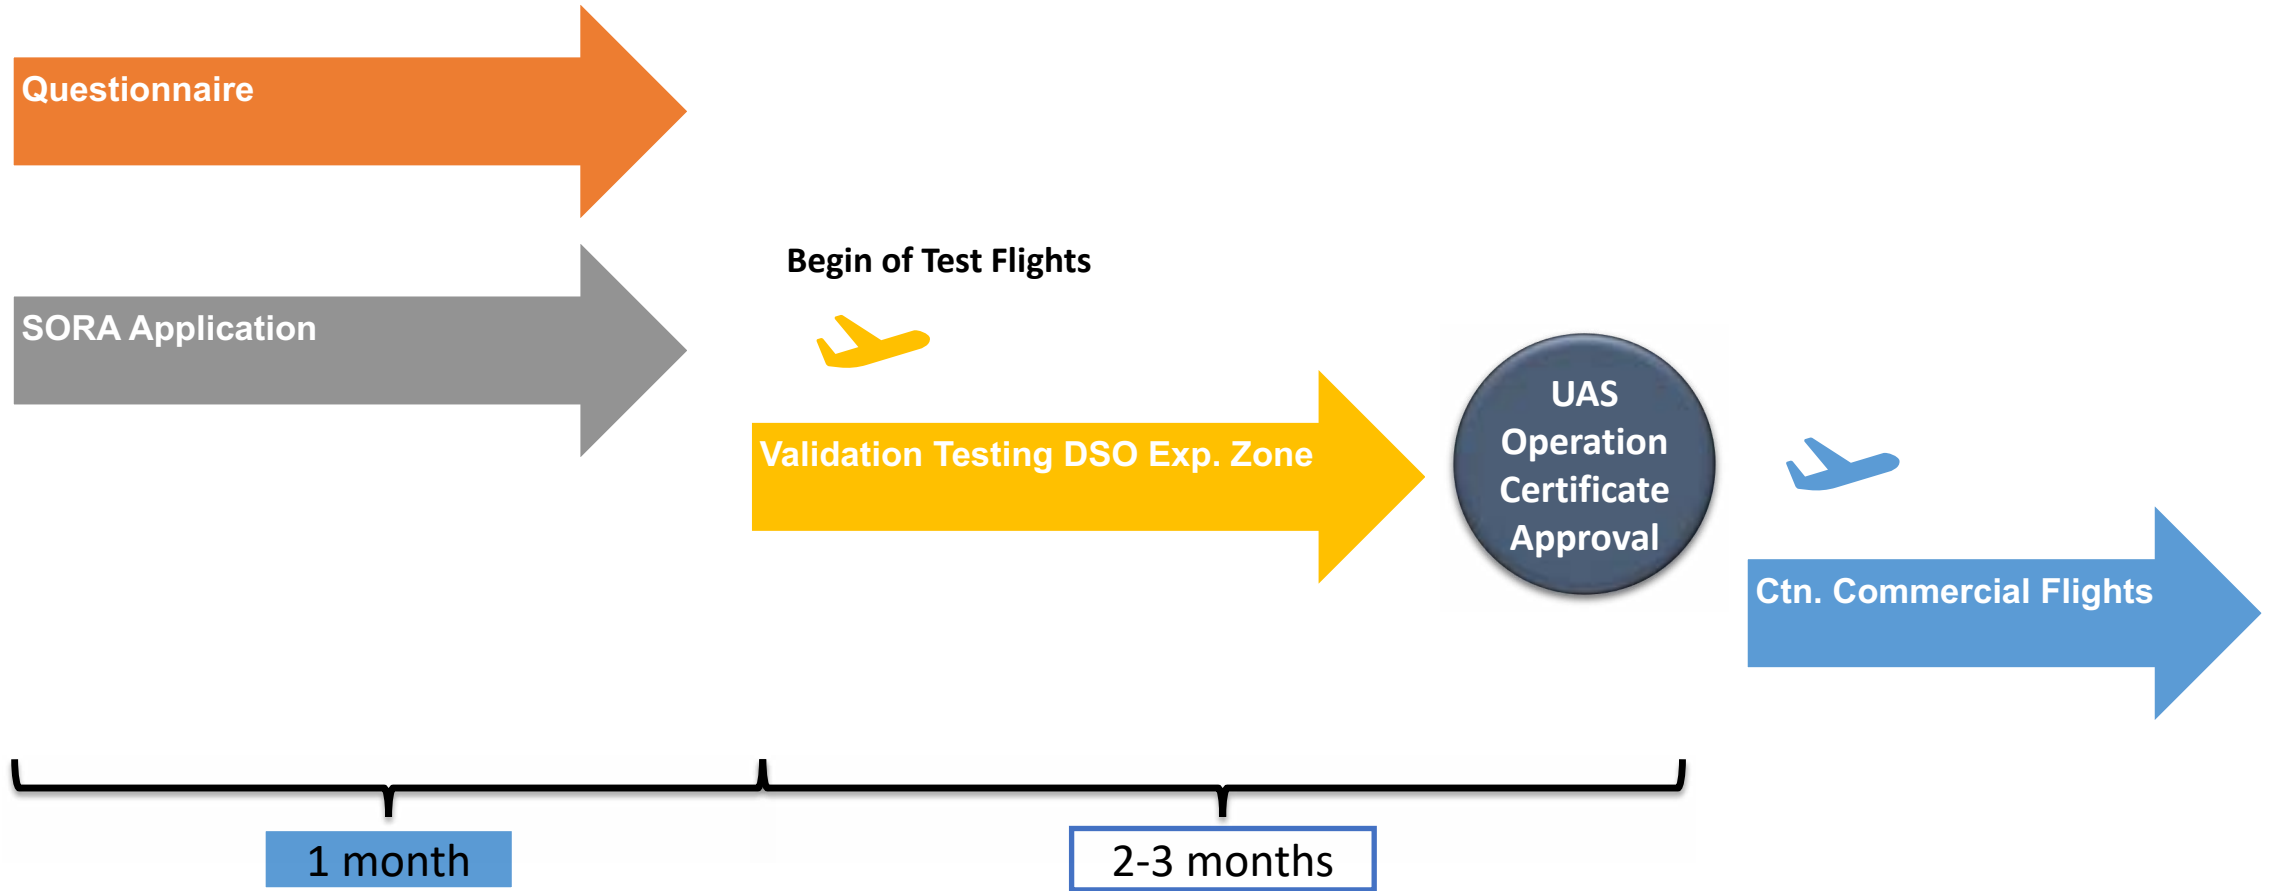 Questionnaire
SORA Application
Begin of Test Flights
Validation Testing DSO Exp. Zone
UAS
Operation
Certificate
Approval
Ctn. Commercial Flights
1 month
2-3 months